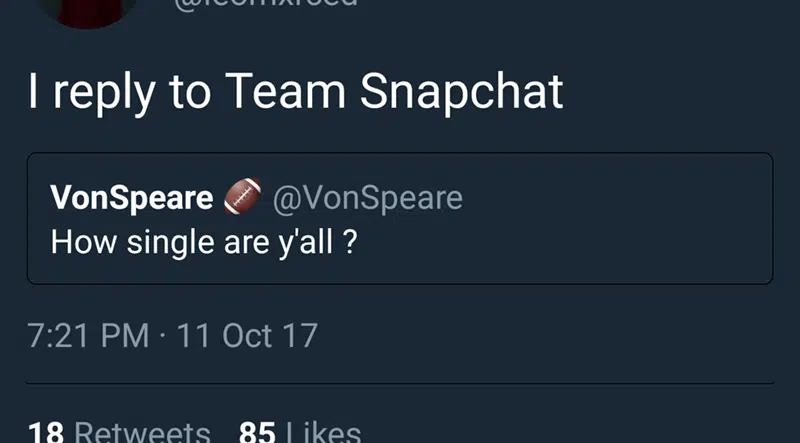 I reply to Team Snapchat
VonSpeare 🏈 @VonSpeare
How single are y'all ?
7:21 PM · 11 Oct 17
18 Retweets 85 Likes